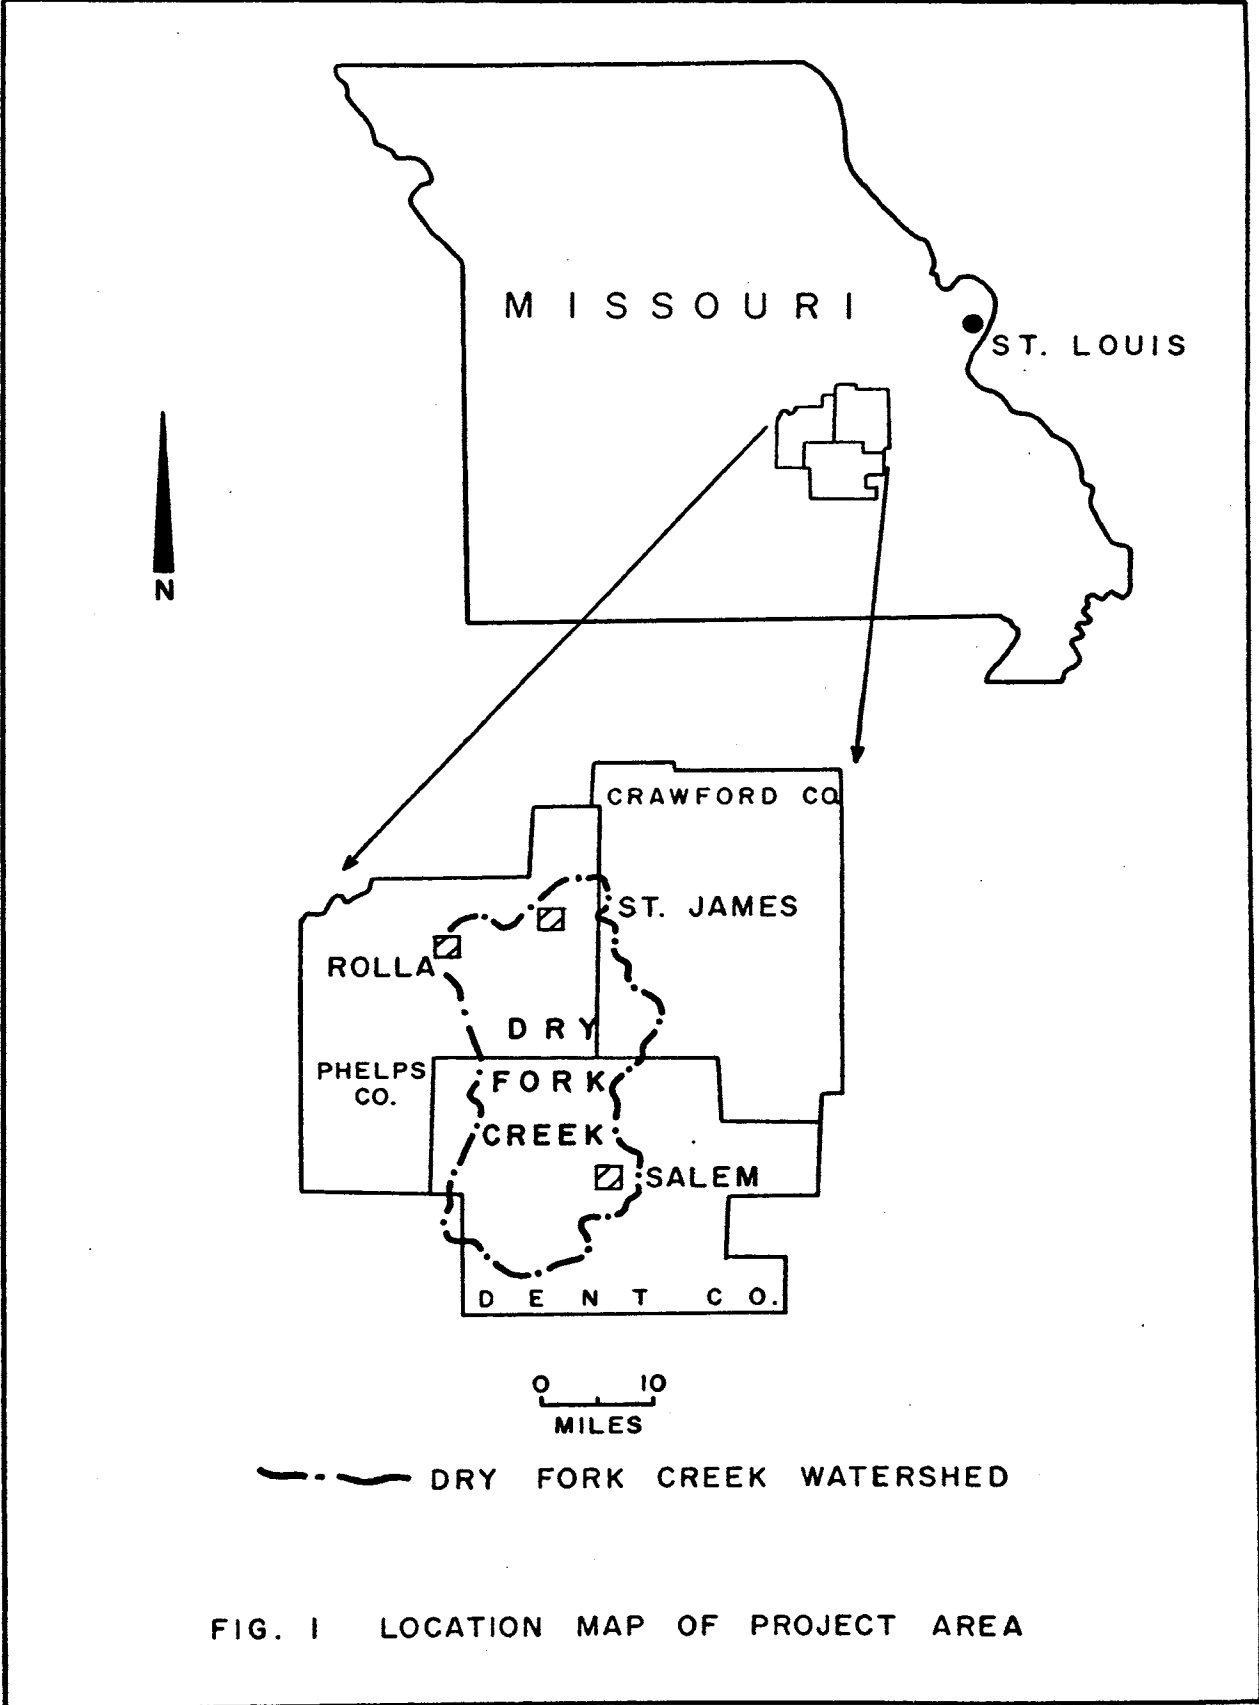 MISSOURI
ST. LOUIS
N
CRAWFORD CO.
ST. JAMES
ROLLA
DRY
PHELPS
CO.
FORK
CREEK
SALEM
DENT CO.
0 10
MILES
DRY FORK CREEK WATERSHED
FIG. 1 LOCATION MAP OF PROJECT AREA